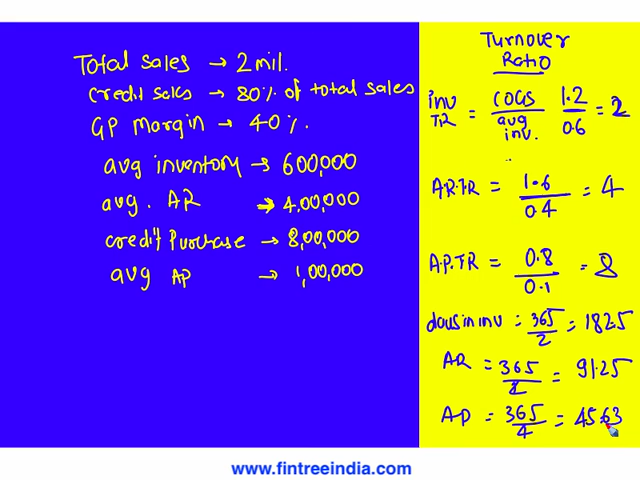 Total sales → 2 mil.
credit sales → 80% of total sales
GP Margin → 40%.
avg inventory → 600,000
avg. AR → 4,00,000
credit Purchase → 8,00,000
avg AP → 1,00,000
Turnover
Ratio
inv TR = COGS / avg inv. 1.2 / 0.6 = 2
A.R.TR = 1.6 / 0.4 = 4
A.P.TR = 0.8 / 0.1 = 8
days in inv = 365 / 2 = 182.5
AR = 365 / 4 = 91.25
AP = 365 / 4 = 45.63
www.fintreeindia.com